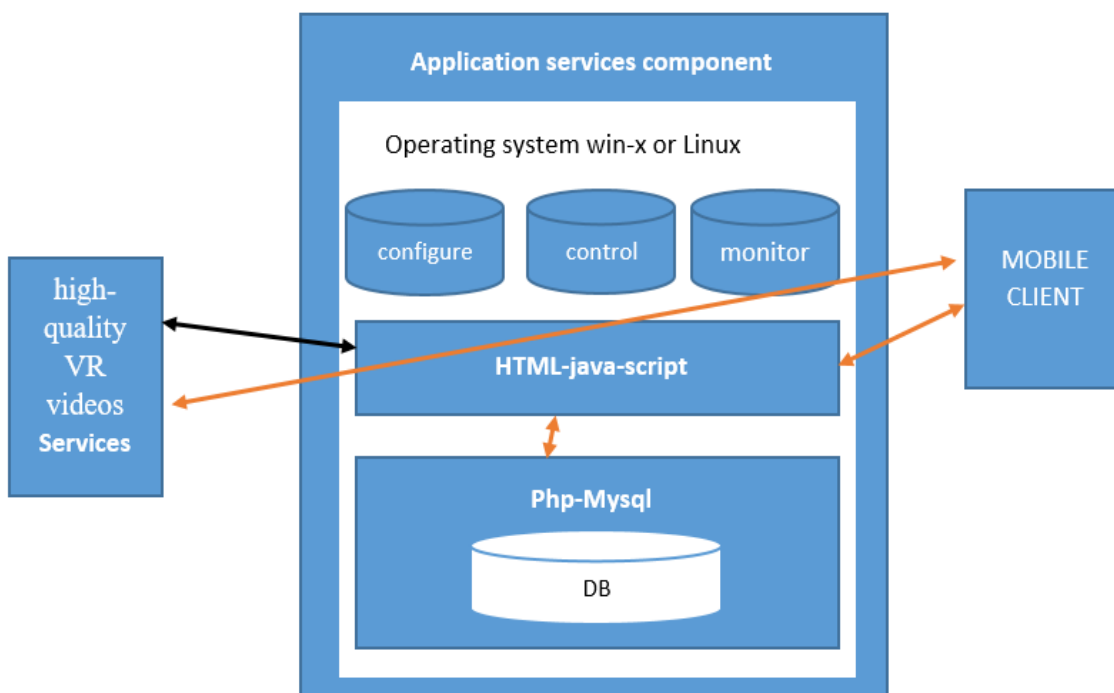 Application services component
Operating system win-x or Linux
configure
control
monitor
high-
quality
VR
videos
Services
MOBILE
CLIENT
HTML-java-script
Php-Mysql
DB